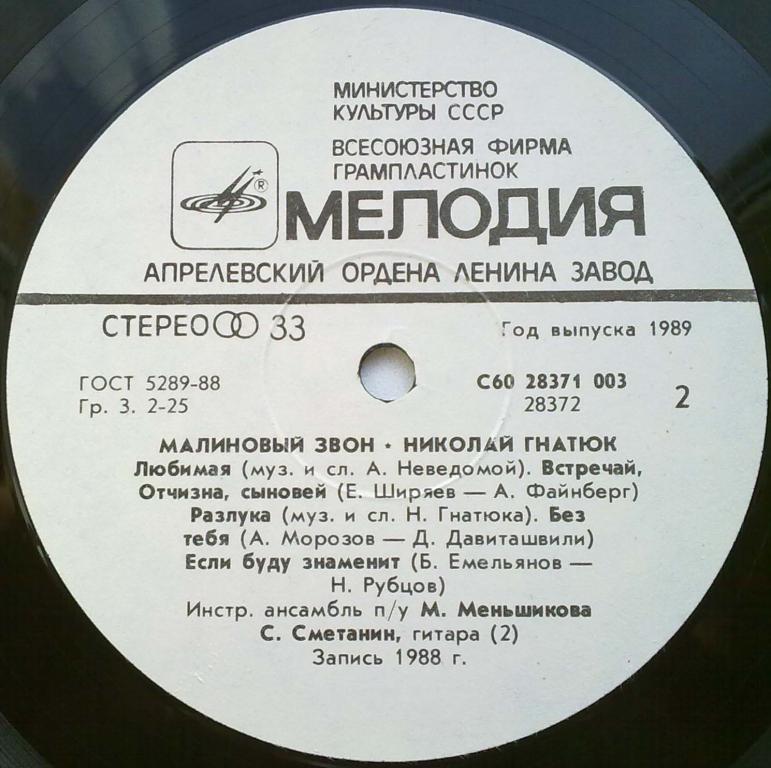 МИНИСТЕРСТВО
КУЛЬТУРЫ СССР
ВСЕСОЮЗНАЯ ФИРМА
ГРАМПЛАСТИНОК
®
МЕЛОДИЯ
АПРЕЛЕВСКИЙ ОРДЕНА ЛЕНИНА ЗАВОД
СТЕРЕО 33
Год выпуска 1989
ГОСТ 5289-88
Гр. 3. 2-25
С60 28371 003
28372
2
МАЛИНОВЫЙ ЗВОН • НИКОЛАЙ ГНАТЮК
Любимая (муз. и сл. А. Неведомой). Встречай,
Отчизна, сыновей (Е. Ширяев — А. Файнберг)
Разлука (муз. и сл. Н. Гнатюка). Без
тебя (А. Морозов — Д. Давиташвили)
Если буду знаменит (Б. Емельянов —
Н. Рубцов)
Инстр. ансамбль п/у М. Меньшикова
С. Сметанин, гитара (2)
Запись 1988 г.